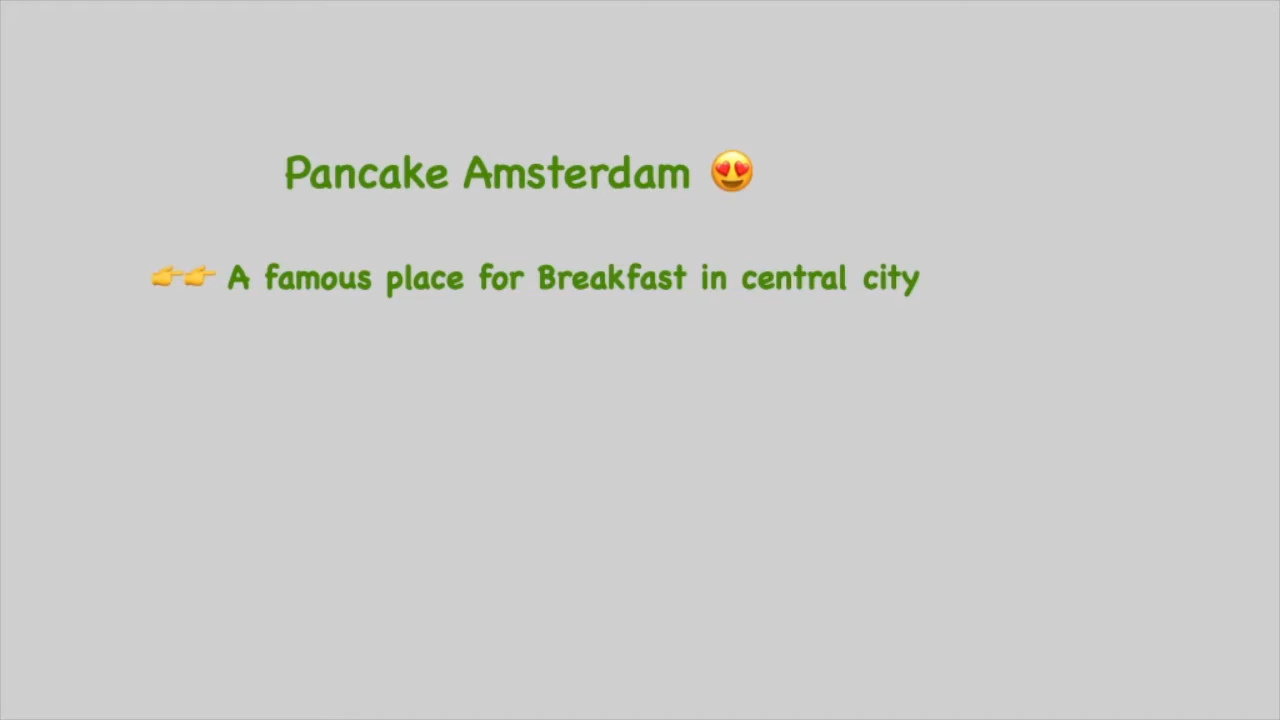 Pancake Amsterdam 😍
👉👉 A famous place for Breakfast in central city